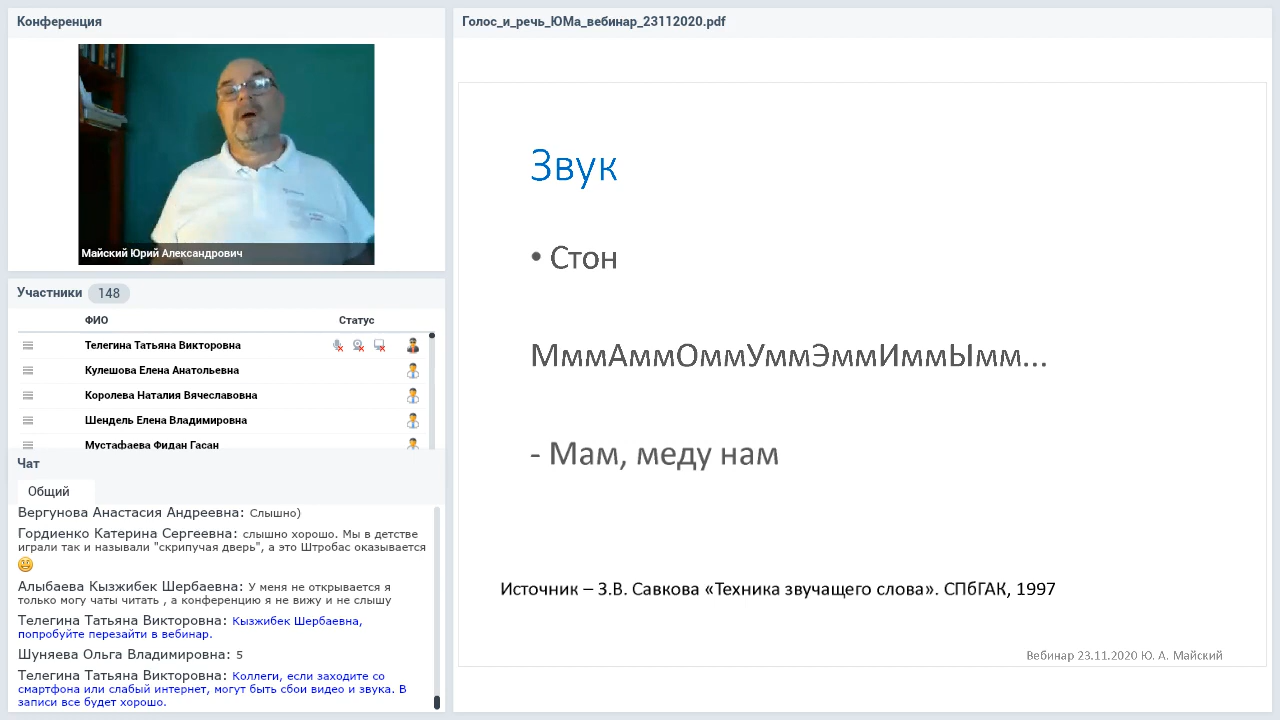 Конференция
Майский Юрий Александрович
Участники 148
ФИО Статус
Телегина Татьяна Викторовна
Кулешова Елена Анатольевна
Королева Наталия Вячеславовна
Шендель Елена Владимировна
Мустафаева Фидан Гасан
Чат
Общий
Вергунова Анастасия Андреевна: Слышно)
Гордиенко Катерина Сергеевна: слышно хорошо. Мы в детстве
играли так и называли "скрипучая дверь", а это Штробас оказывается
Алыбаева Кызжибек Шербаевна: У меня не открывается я
только могу чаты читать , а конференцию я не вижу и не слышу
Телегина Татьяна Викторовна: Кызжибек Шербаевна,
попробуйте перезайти в вебинар.
Шуняева Ольга Владимировна: 5
Телегина Татьяна Викторовна: Коллеги, если заходите со
смартфона или слабый интернет, могут быть сбои видео и звука. В
записи все будет хорошо.
Голос_и_речь_ЮМа_вебинар_23112020.pdf
Звук
• Стон
МммАммОммУммЭммИммЫмм...
- Мам, меду нам
Источник – З.В. Савкова «Техника звучащего слова». СПбГАК, 1997
Вебинар 23.11.2020 Ю. А. Майский